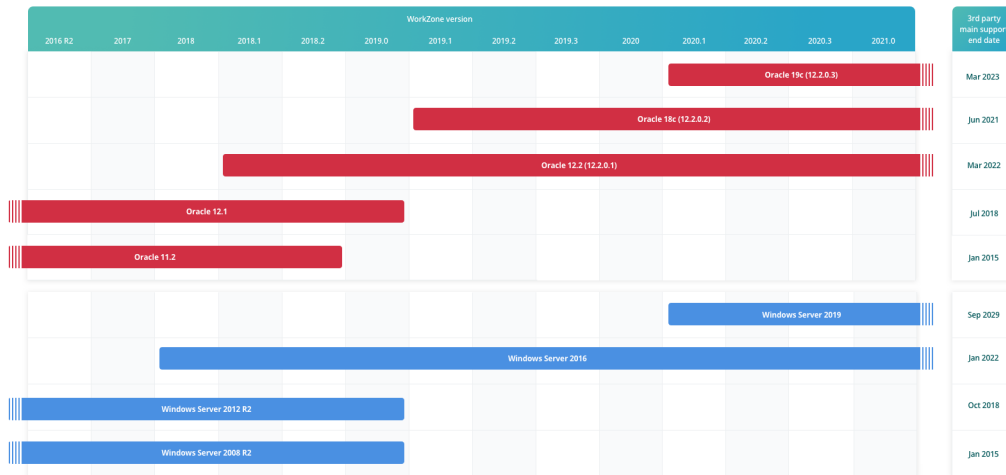 WorkZone version
2016 R2 2017 2018 2018.1 2018.2 2019.0 2019.1 2019.2 2019.3 2020 2020.1 2020.2 2020.3 2021.0
3rd party
main suppor
end date
Oracle 19c (12.2.0.3) Mar 2023
Oracle 18c (12.2.0.2) Jun 2021
Oracle 12.2 (12.2.0.1) Mar 2022
Oracle 12.1 Jul 2018
Oracle 11.2 Jan 2015
Windows Server 2019 Sep 2029
Windows Server 2016 Jan 2022
Windows Server 2012 R2 Oct 2018
Windows Server 2008 R2 Jan 2015